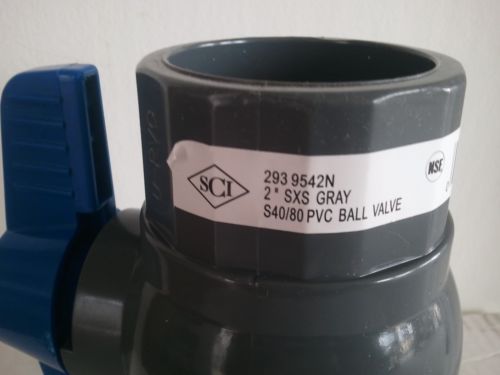 SCI
293 9542N
2" SXS GRAY
S40/80 PVC BALL VALVE
NSF